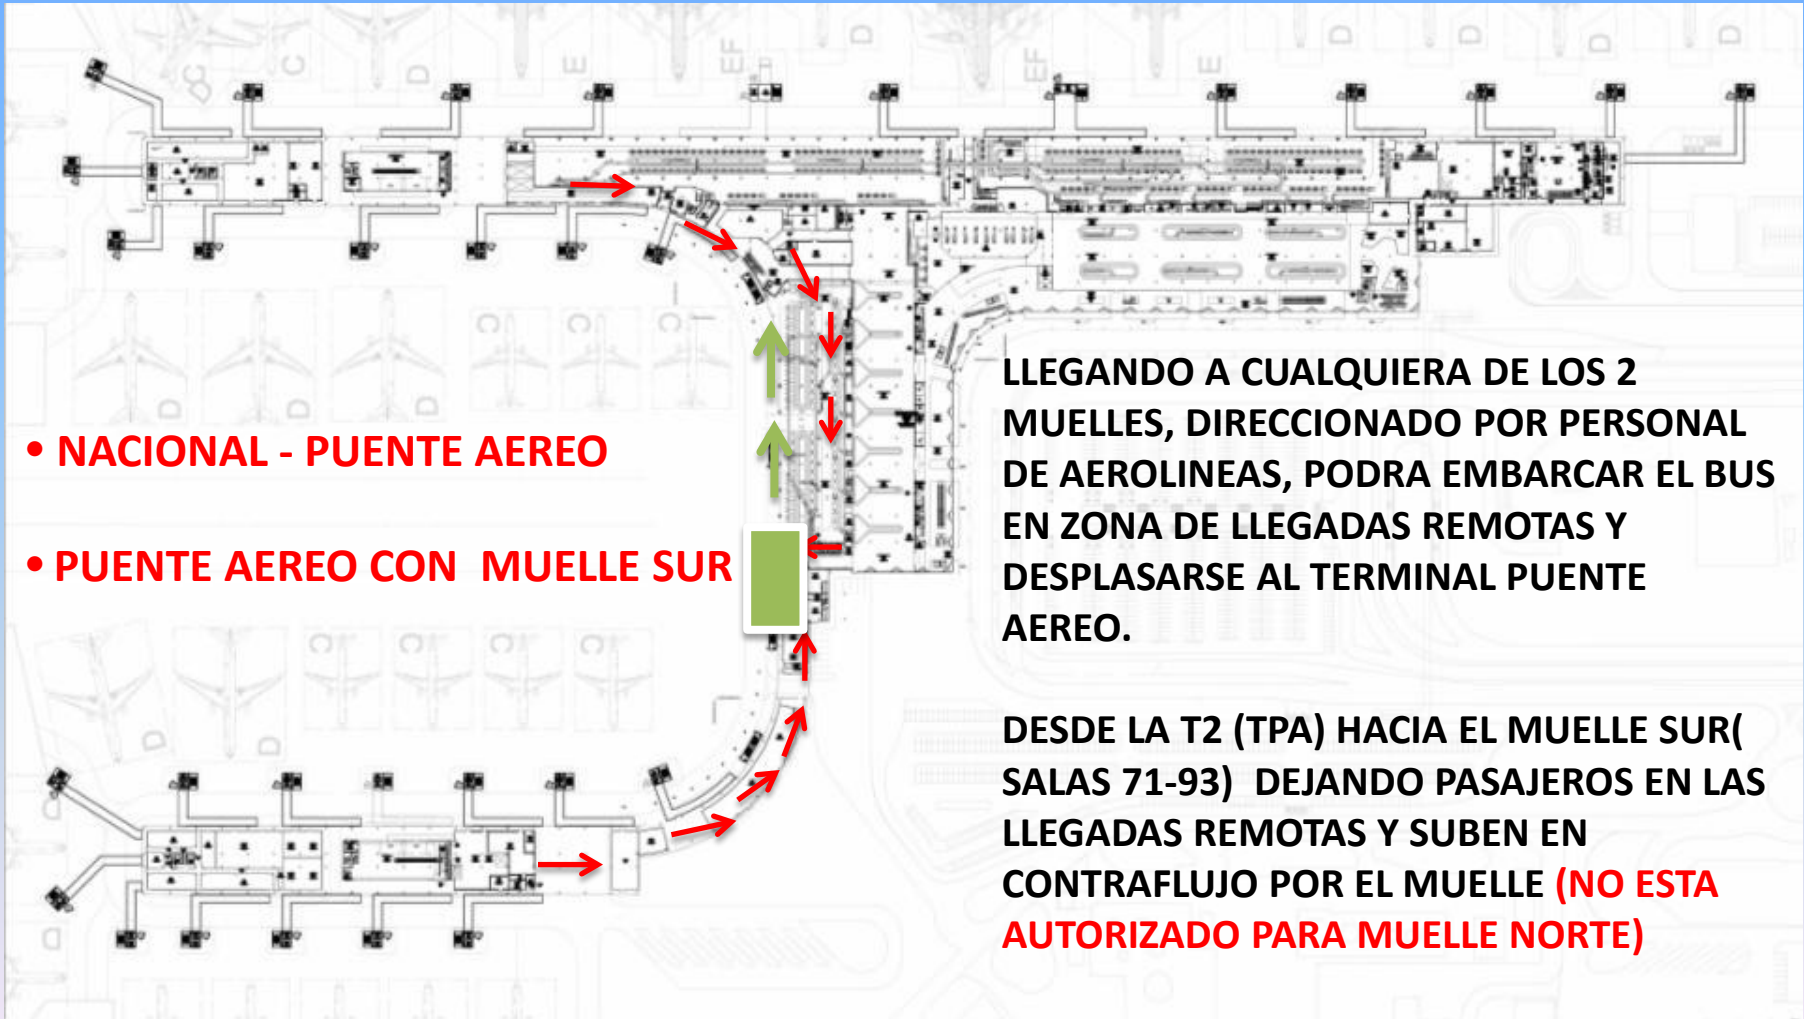 • NACIONAL - PUENTE AEREO
• PUENTE AEREO CON MUELLE SUR
LLEGANDO A CUALQUIERA DE LOS 2
MUELLES, DIRECCIONADO POR PERSONAL
DE AEROLINEAS, PODRA EMBARCAR EL BUS
EN ZONA DE LLEGADAS REMOTAS Y
DESPLASARSE AL TERMINAL PUENTE
AEREO.
DESDE LA T2 (TPA) HACIA EL MUELLE SUR(
SALAS 71-93) DEJANDO PASAJEROS EN LAS
LLEGADAS REMOTAS Y SUBEN EN
CONTRAFLUJO POR EL MUELLE (NO ESTA
AUTORIZADO PARA MUELLE NORTE)
DC
C
D
E
EF
D
EF
E
D
D
D
D
D
D
C
C
C
D
D
C
C
C
C
D